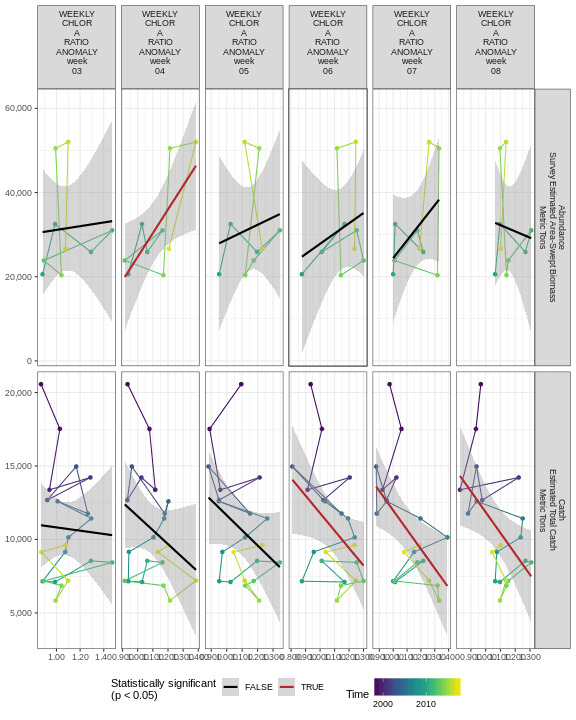 WEEKLY
CHLOR
A
RATIO
ANOMALY
week
03
WEEKLY
CHLOR
A
RATIO
ANOMALY
week
04
WEEKLY
CHLOR
A
RATIO
ANOMALY
week
05
WEEKLY
CHLOR
A
RATIO
ANOMALY
week
06
WEEKLY
CHLOR
A
RATIO
ANOMALY
week
07
WEEKLY
CHLOR
A
RATIO
ANOMALY
week
08
60,000
40,000
20,000
0
Abundance
Survey Estimated Area-Swept Biomass
Metric Tons
20,000
15,000
10,000
5,000
Catch
Estimated Total Catch
Metric Tons
1.00 1.20 1.40
Statistically significant
(p < 0.05)
FALSE
TRUE
Time
2000 2010